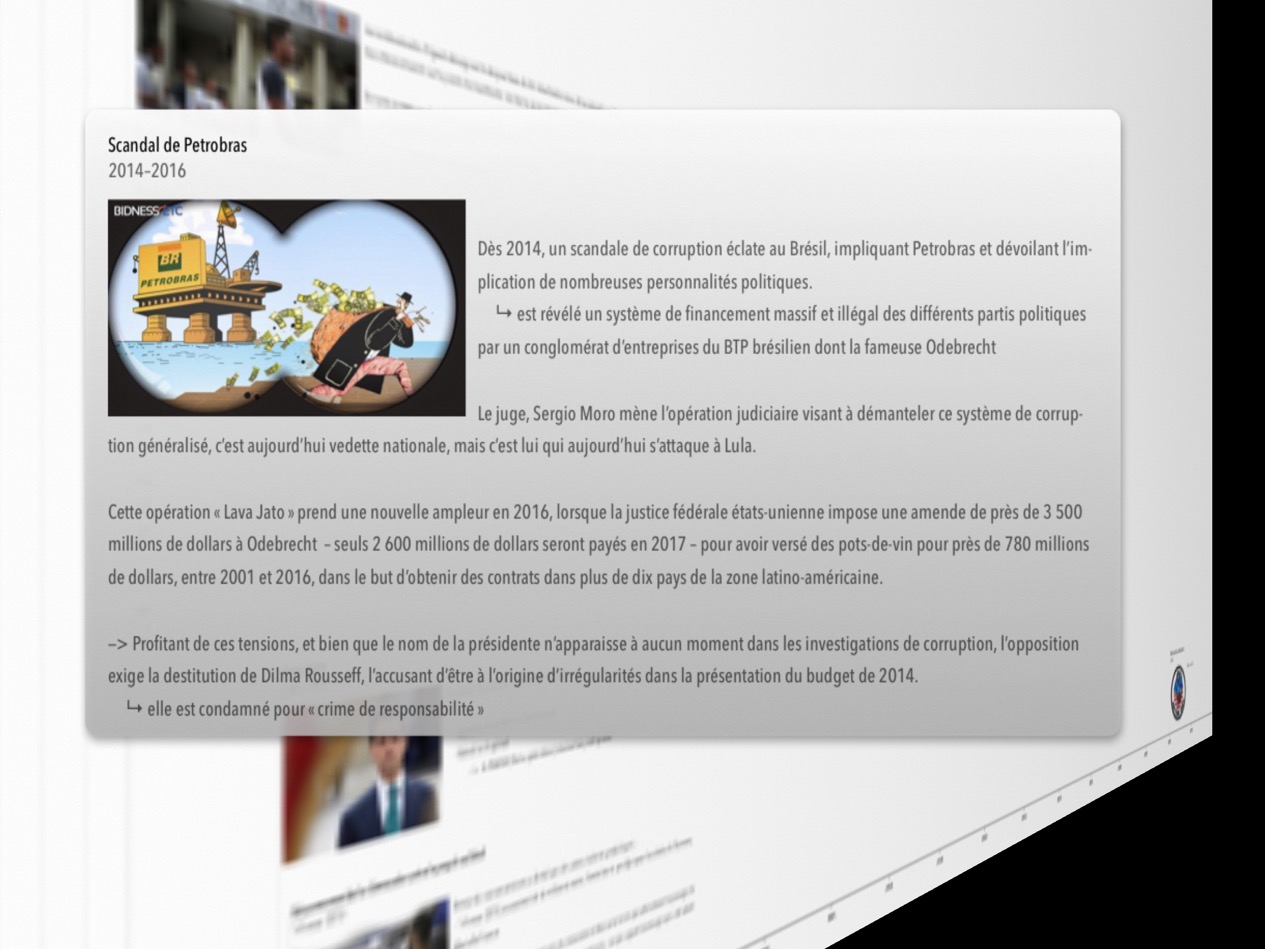 Scandal de Petrobras
2014–2016
BIDNESS ETC
BR
PETROBRAS
Dès 2014, un scandale de corruption éclate au Brésil, impliquant Petrobras et dévoilant l’im-
plication de nombreuses personnalités politiques.
↪ est révélé un système de financement massif et illégal des différents partis politiques
par un conglomérat d’entreprises du BTP brésilien dont la fameuse Odebrecht
Le juge, Sergio Moro mène l’opération judiciaire visant à démanteler ce système de corrup-
tion généralisé, c’est aujourd’hui vedette nationale, mais c’est lui qui aujourd’hui s’attaque à Lula.
Cette opération « Lava Jato » prend une nouvelle ampleur en 2016, lorsque la justice fédérale états-unienne impose une amende de près de 3 500
millions de dollars à Odebrecht – seuls 2 600 millions de dollars seront payés en 2017 – pour avoir versé des pots-de-vin pour près de 780 millions
de dollars, entre 2001 et 2016, dans le but d’obtenir des contrats dans plus de dix pays de la zone latino-américaine.
—> Profitant de ces tensions, et bien que le nom de la présidente n’apparaisse à aucun moment dans les investigations de corruption, l’opposition
exige la destitution de Dilma Rousseff, l’accusant d’être à l’origine d’irrégularités dans la présentation du budget de 2014.
↪ elle est condamné pour « crime de responsabilité »